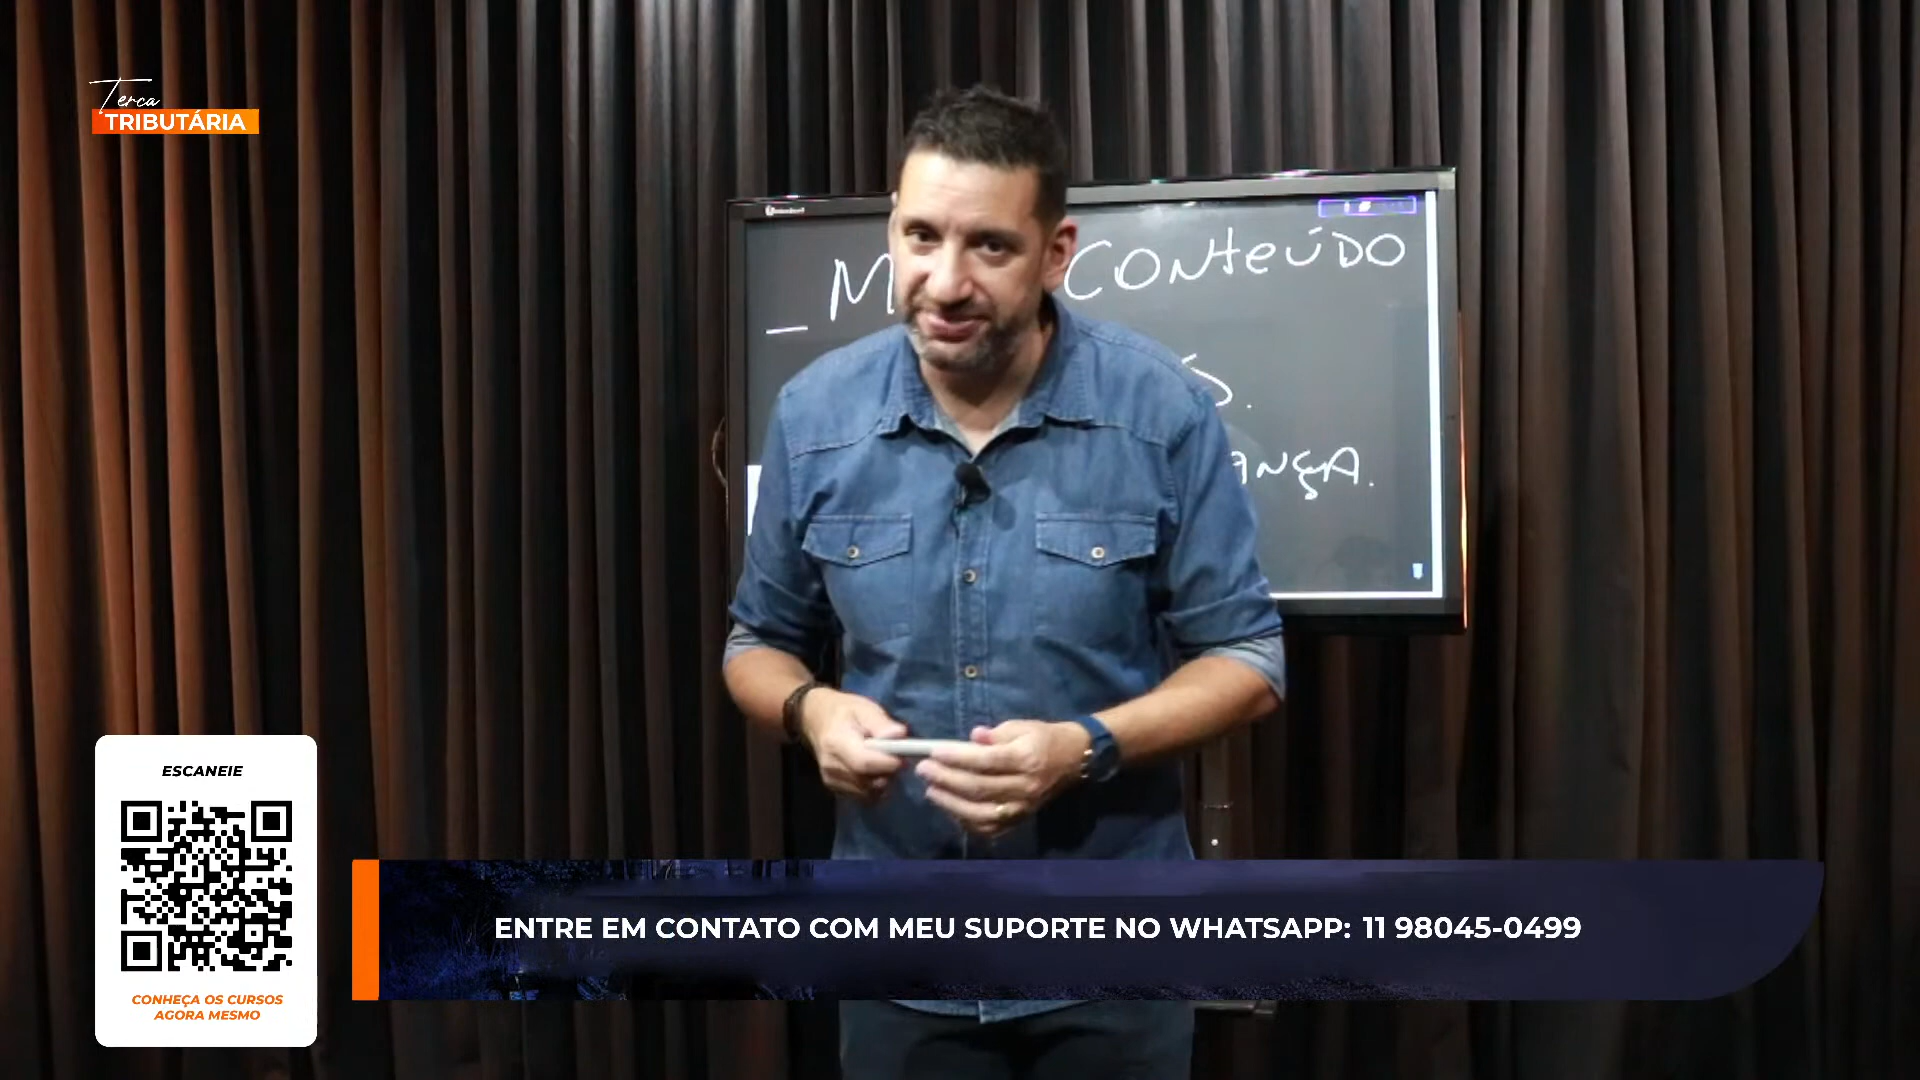 Terca
TRIBUTÁRIA
CONteÚDO
ESCANEIE
CONHEÇA OS CURSOS
AGORA MESMO
ENTRE EM CONTATO COM MEU SUPORTE NO WHATSAPP: 11 98045-0499